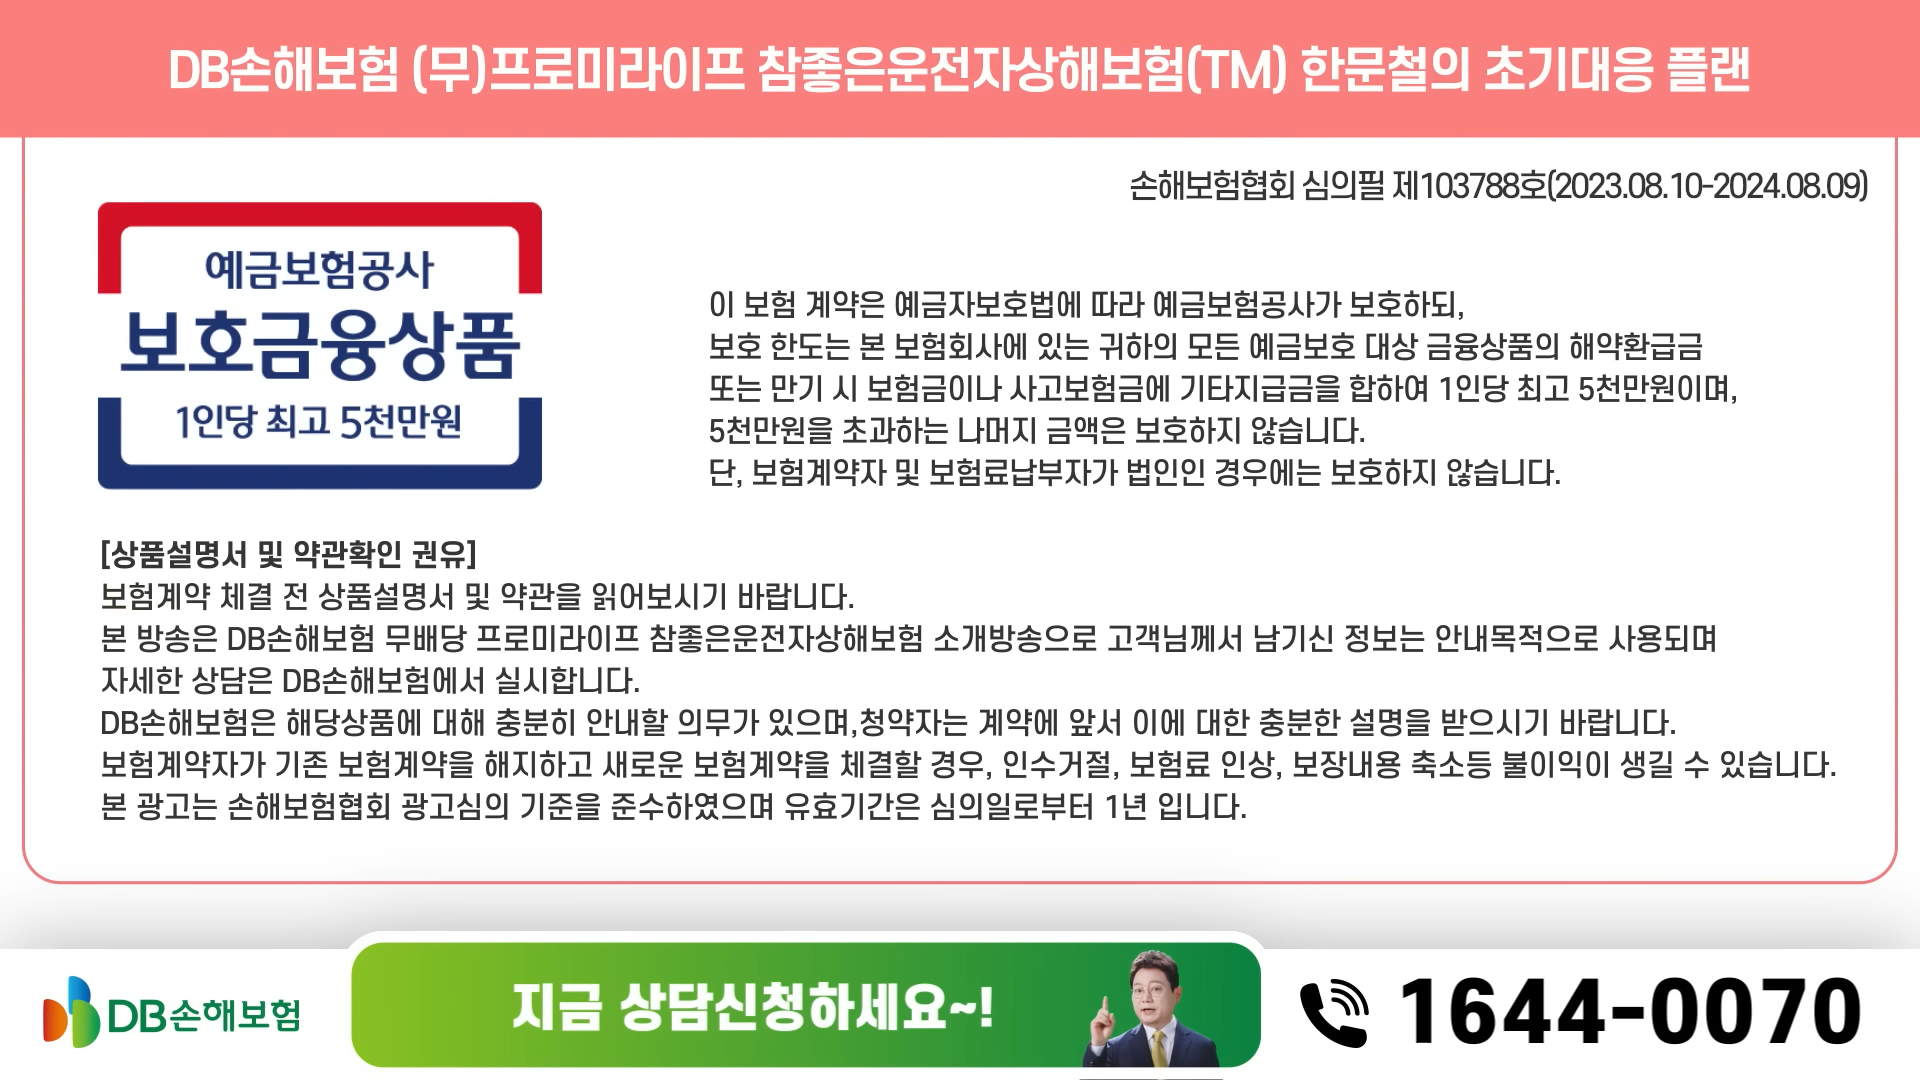 DB손해보험 (무)프로미라이프 참좋은운전자상해보험(TM) 한문철의 초기대응 플랜
손해보험협회 심의필 제103788호(2023.08.10-2024.08.09)
예금보험공사
보호금융상품
1인당 최고 5천만원
이 보험 계약은 예금자보호법에 따라 예금보험공사가 보호하되,
보호 한도는 본 보험회사에 있는 귀하의 모든 예금보호 대상 금융상품의 해약환급금
또는 만기 시 보험금이나 사고보험금에 기타지급금을 합하여 1인당 최고 5천만원이며,
5천만원을 초과하는 나머지 금액은 보호하지 않습니다.
단, 보험계약자 및 보험료납부자가 법인인 경우에는 보호하지 않습니다.
[상품설명서 및 약관확인 권유]
보험계약 체결 전 상품설명서 및 약관을 읽어보시기 바랍니다.
본 방송은 DB손해보험 무배당 프로미라이프 참좋은운전자상해보험 소개방송으로 고객님께서 남기신 정보는 안내목적으로 사용되며
자세한 상담은 DB손해보험에서 실시합니다.
DB손해보험은 해당상품에 대해 충분히 안내할 의무가 있으며,청약자는 계약에 앞서 이에 대한 충분한 설명을 받으시기 바랍니다.
보험계약자가 기존 보험계약을 해지하고 새로운 보험계약을 체결할 경우, 인수거절, 보험료 인상, 보장내용 축소등 불이익이 생길 수 있습니다.
본 광고는 손해보험협회 광고심의 기준을 준수하였으며 유효기간은 심의일로부터 1년 입니다.
DB손해보험
지금 상담신청하세요~!
1644-0070